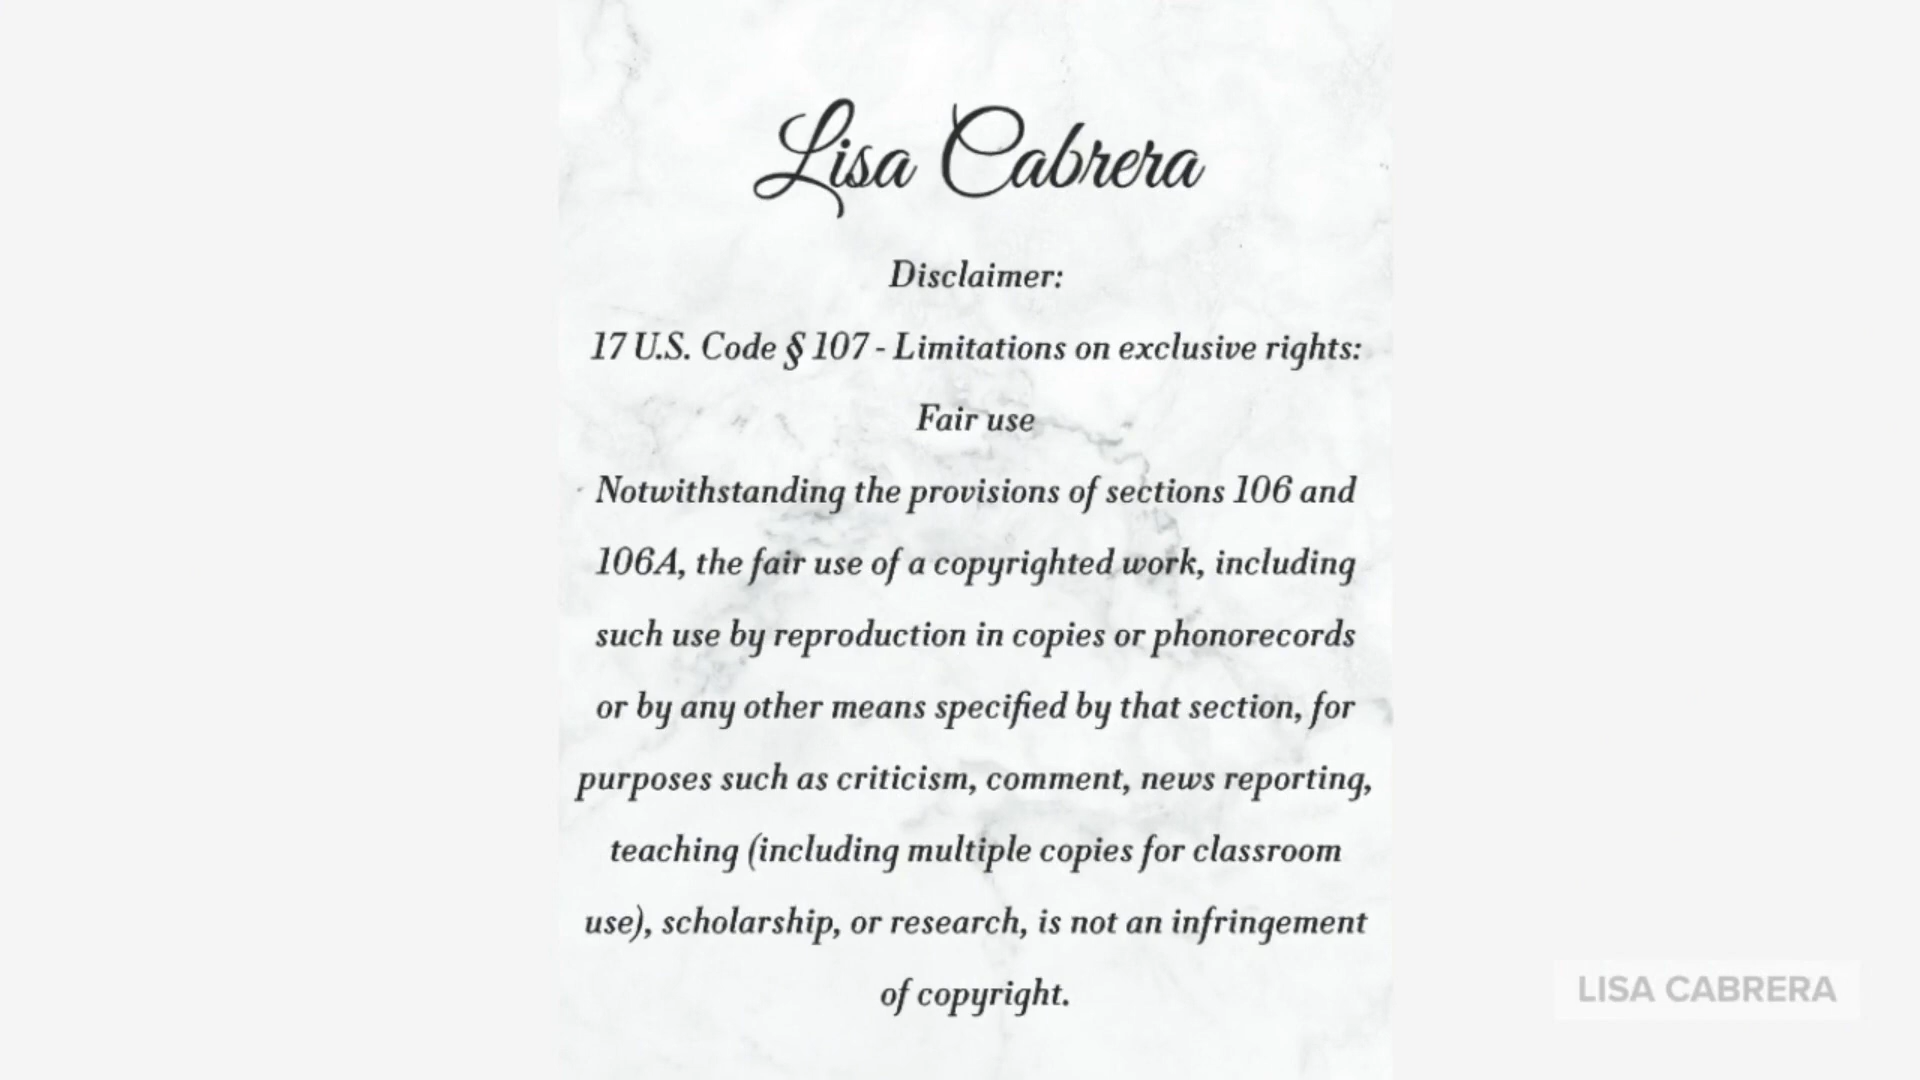 Lisa Cabrera
Disclaimer:
17 U.S. Code § 107 - Limitations on exclusive rights:
Fair use
Notwithstanding the provisions of sections 106 and
106A, the fair use of a copyrighted work, including
such use by reproduction in copies or phonorecords
or by any other means specified by that section, for
purposes such as criticism, comment, news reporting,
teaching (including multiple copies for classroom
use), scholarship, or research, is not an infringement
of copyright.
LISA CABRERA